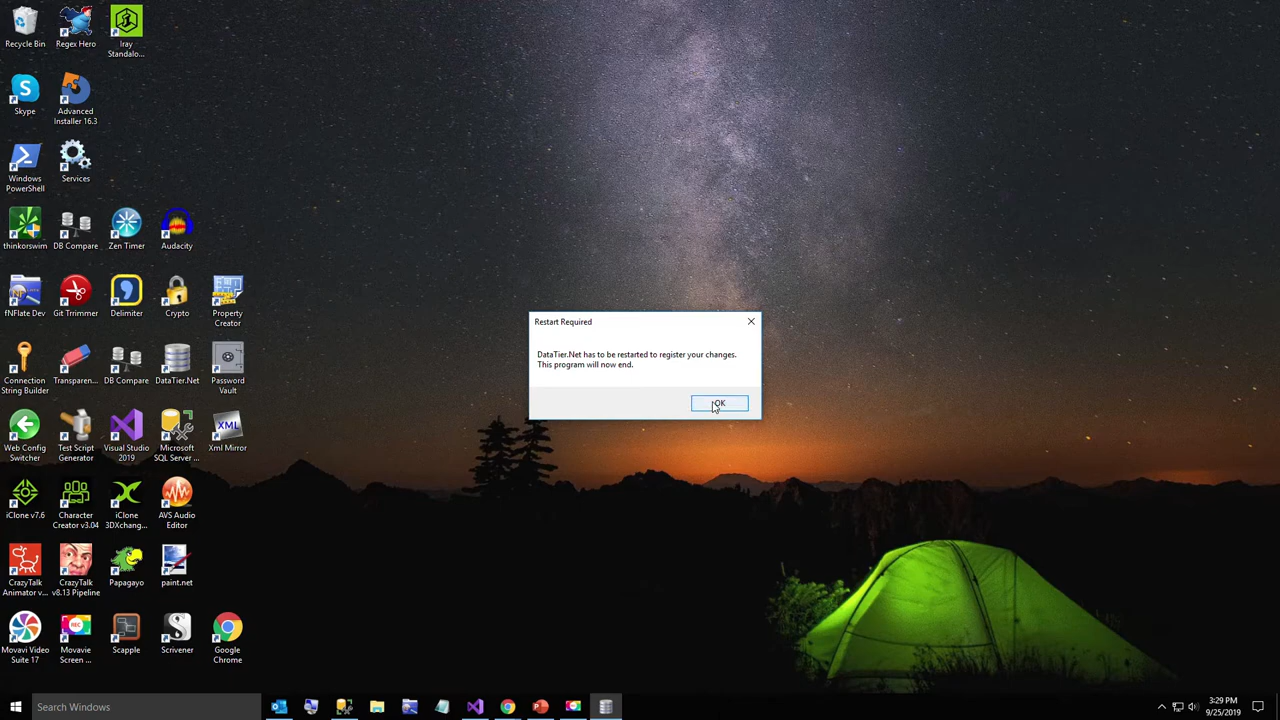 Recycle Bin
Regex Hero
Iray
Standalo...
Skype
Advanced
Installer 16.3
Windows
PowerShell
Services
thinkorswim
DB Compare
Zen Timer
Audacity
fNFlate Dev
Git Trimmer
Delimiter
Crypto
Property
Creator
Connection
String Builder
Transparen...
DB Compare
DataTier.Net
Password
Vault
Web Config
Switcher
Test Script
Generator
Visual Studio
2019
Microsoft
SQL Server ...
XML
Xml Mirror
iClone v7.6
Character
Creator v3.04
iClone
3DXchang...
AVS Audio
Editor
CrazyTalk
Animator v...
CrazyTalk
v8.13 Pipeline
Papagayo
paint.net
Movavi Video
Suite 17
REC
Movavie
Screen ...
Scapple
Scrivener
Google
Chrome
Restart Required
DataTier.Net has to be restarted to register your changes.
This program will now end.
OK
Search Windows
3:29 PM
9/25/2019